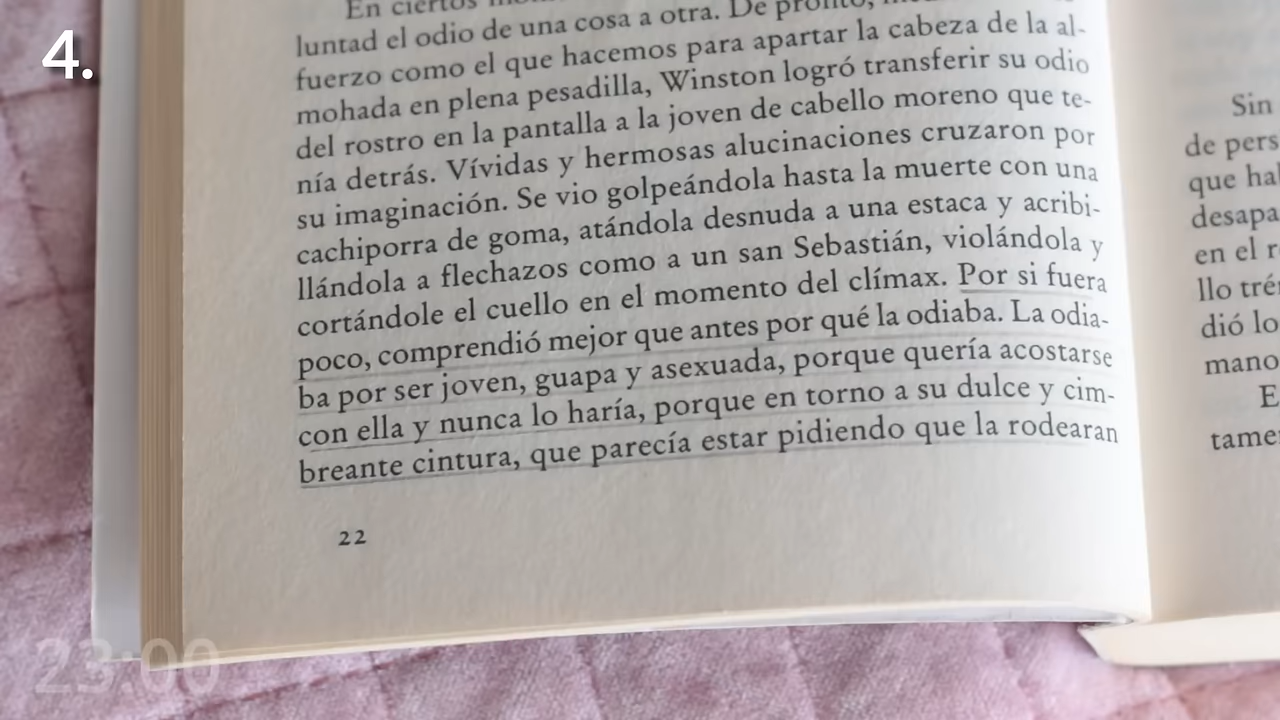 4.
En ciertos
luntad el odio de una cosa a otra. De pronto,
fuerzo como el que hacemos para apartar la cabeza de la al-
mohada en plena pesadilla, Winston logró transferir su odio
del rostro en la pantalla a la joven de cabello moreno que te-
nía detrás. Vívidas y hermosas alucinaciones cruzaron por
su imaginación. Se vio golpeándola hasta la muerte con una
cachiporra de goma, atándola desnuda a una estaca y acribi-
llándola a flechazos como a un san Sebastián, violándola y
cortándole el cuello en el momento del clímax. Por si fuera
poco, comprendió mejor que antes por qué la odiaba. La odia-
ba por ser joven, guapa y asexuada, porque quería acostarse
con ella y nunca lo haría, porque en torno a su dulce y cim-
breante cintura, que parecía estar pidiendo que la rodearan
22
Sin
de pers
que hal
desapa
en el r
llo tré
dió lo
mano
E
tame
23:00